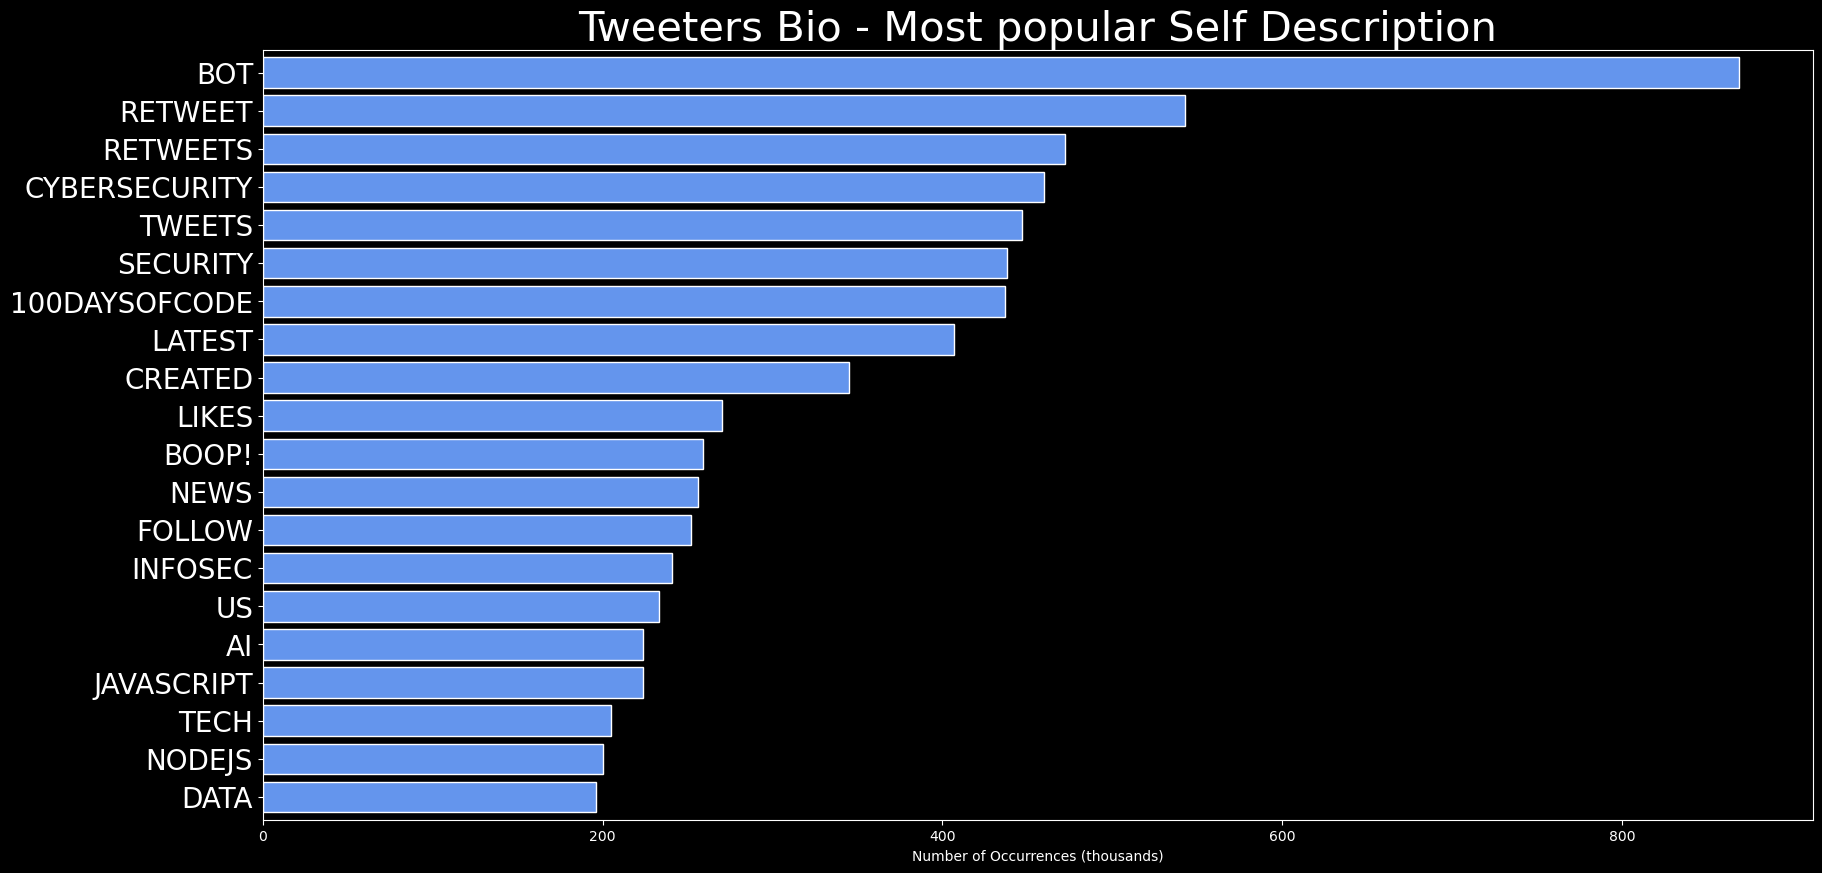 Tweeters Bio - Most popular Self Description
BOT
RETWEET
RETWEETS
CYBERSECURITY
TWEETS
SECURITY
100DAYSOFCODE
LATEST
CREATED
LIKES
BOOP!
NEWS
FOLLOW
INFOSEC
US
AI
JAVASCRIPT
TECH
NODEJS
DATA
0 200 400 600 800
Number of Occurrences (thousands)